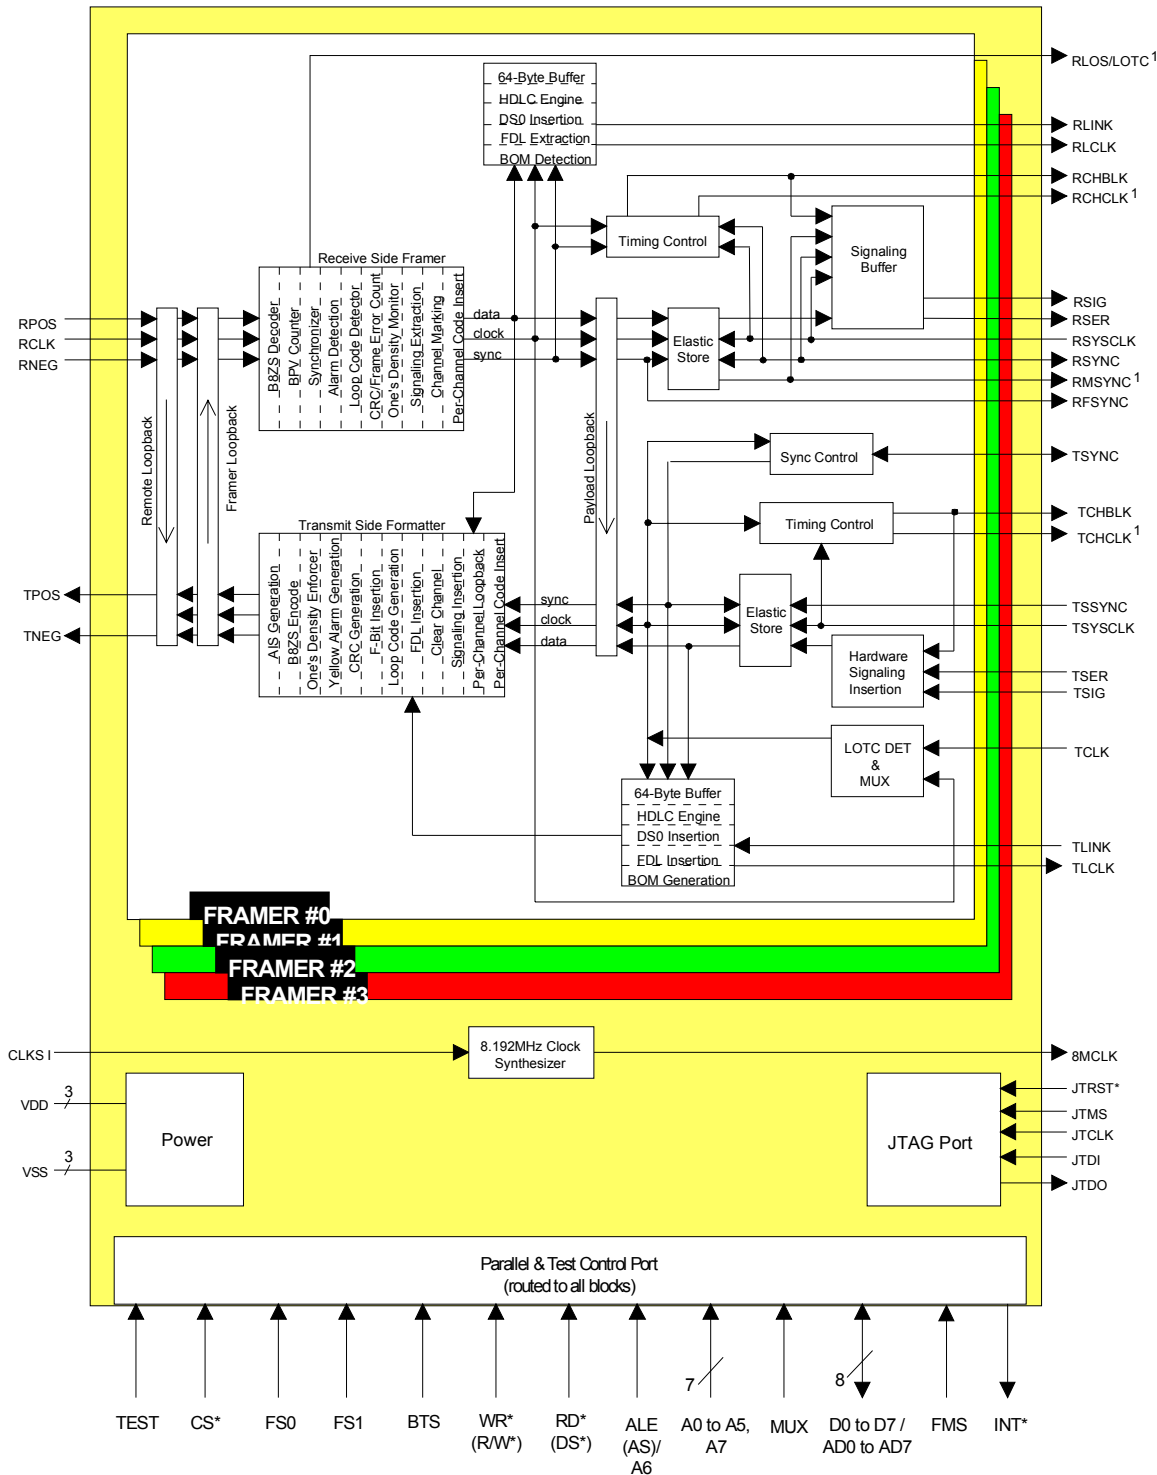 RLOS/LOTC 1
64-Byte Buffer
HDLC Engine
DS0 Insertion
FDL Extraction
BOM Detection
RLINK
RLCLK
RCHBLK
RCHCLK 1
Timing Control
Signaling
Buffer
Receive Side Framer
B8ZS Decoder
BPV Counter
Synchronizer
Alarm Detection
Loop Code Detector
CRC/Frame Error Count
One's Density Monitor
Signaling Extraction
Channel Marking
Per-Channel Code Insert
data
clock
sync
RPOS
RCLK
RNEG
Elastic
Store
RSIG
RSER
RSYSCLK
RSYNC
RMSYNC 1
RFSYNC
Remote Loopback
Framer Loopback
Payload Loopback
Sync Control
TSYNC
Timing Control
TCHBLK
TCHCLK 1
Transmit Side Formatter
AIS Generation
B8ZS Encode
One's Density Enforcer
Yellow Alarm Generation
CRC Generation
F-Bit Insertion
Loop Code Generation
FDL Insertion
Clear Channel
Signaling Insertion
Per-Channel Loopback
Per-Channel Code Insert
sync
clock
data
TPOS
TNEG
Elastic
Store
TSSYNC
TSYSCLK
Hardware
Signaling
Insertion
TSER
TSIG
LOTC DET
&
MUX
TCLK
64-Byte Buffer
HDLC Engine
DS0 Insertion
FDL Insertion
BOM Generation
TLINK
TLCLK
FRAMER #0
FRAMER #1
FRAMER #2
FRAMER #3
CLKS I
8.192MHz Clock
Synthesizer
8MCLK
VDD
3
VSS
3
Power
JTAG Port
JTRST*
JTMS
JTCLK
JTDI
JTDO
Parallel & Test Control Port
(routed to all blocks)
7
8
TEST
CS*
FS0
FS1
BTS
WR*
(R/W*)
RD*
(DS*)
ALE
(AS)/
A6
A0 to A5,
A7
MUX
D0 to D7 /
AD0 to AD7
FMS
INT*